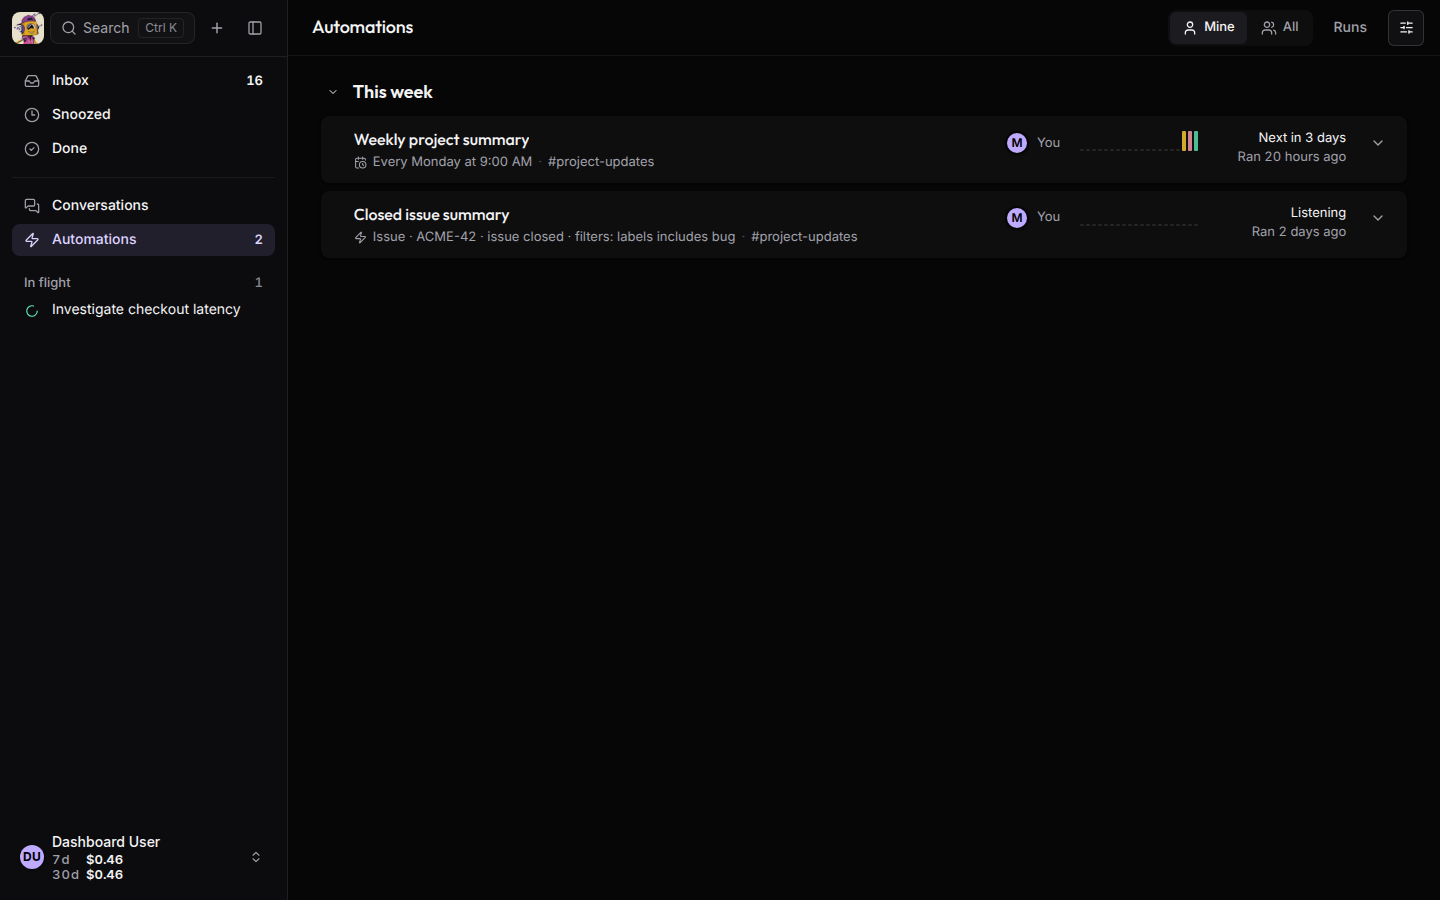 Search Ctrl K
Automations
Mine
All
Runs
Inbox 16
Snoozed
Done
Conversations
Automations 2
In flight 1
Investigate checkout latency
This week
Weekly project summary
Every Monday at 9:00 AM · #project-updates
M You
Next in 3 days
Ran 20 hours ago
Closed issue summary
Issue · ACME-42 · issue closed · filters: labels includes bug · #project-updates
M You
Listening
Ran 2 days ago
DU
Dashboard User
7d $0.46
30d $0.46